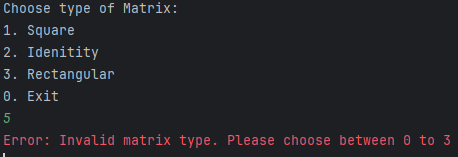 Choose type of Matrix:
1. Square
2. Idenitity
3. Rectangular
0. Exit
5
Error: Invalid matrix type. Please choose between 0 to 3